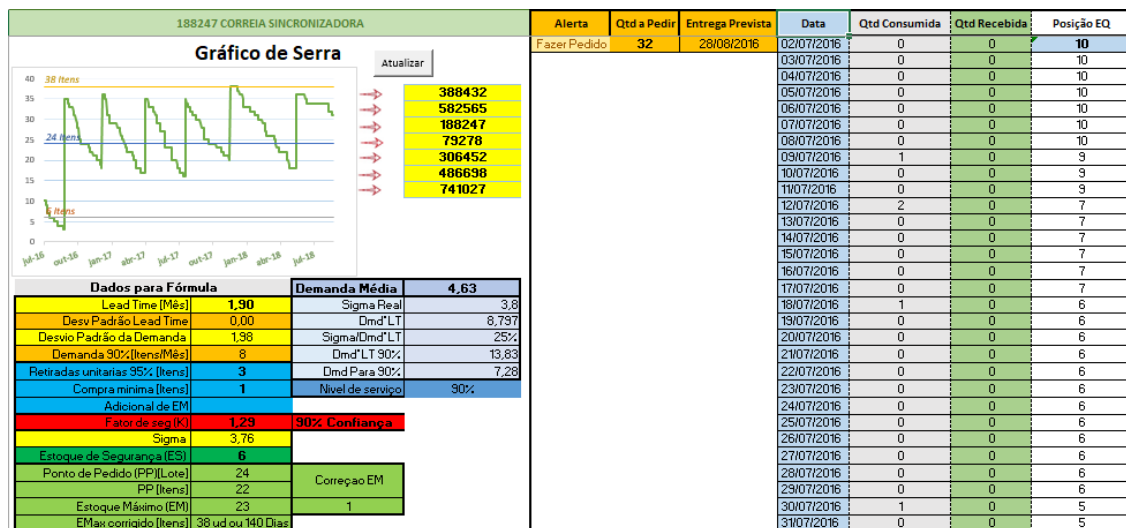 188247 CORREIA SINCRONIZADORA
Gráfico de Serra
Atualizar
40
35
30
25
20
15
10
5
0
38 Itens
24 Itens
6 Itens
jul-16 out-16 jan-17 abr-17 jul-17 out-17 jan-18 abr-18 jul-18
388432
582565
188247
79278
306452
486698
741027
Dados para Fórmula
Lead Time [Mês] 1,90
Desv Padrão Lead Time 0,00
Desvio Padrão da Demanda 1,98
Demanda 90%[Itens/Mês] 8
Retiradas unitarias 95% [Itens] 3
Compra minima [Itens] 1
Adicional de EM
Fator de seg (K) 1,29 90% Confiança
Sigma 3,76
Estoque de Segurança (ES) 6
Ponto de Pedido (PP)[Lote] 24
PP [Itens] 22
Estoque Máximo (EM) 23
EMax corrigido [Itens] 38 ud ou 140 Dias
Demanda Média 4,63
Sigma Real 3,8
Dmd*LT 8,797
Sigma/Dmd*LT 25%
Dmd*LT 90% 13,83
Dmd Para 90% 7,28
Nivel de serviço 90%
Correçao EM
1
Alerta Qtd a Pedir Entrega Prevista Data Qtd Consumida Qtd Recebida Posição EQ
Fazer Pedido 32 28/08/2016 02/07/2016 0 0 10
03/07/2016 0 0 10
04/07/2016 0 0 10
05/07/2016 0 0 10
06/07/2016 0 0 10
07/07/2016 0 0 10
08/07/2016 0 0 10
09/07/2016 1 0 9
10/07/2016 0 0 9
11/07/2016 0 0 9
12/07/2016 2 0 7
13/07/2016 0 0 7
14/07/2016 0 0 7
15/07/2016 0 0 7
16/07/2016 0 0 7
17/07/2016 0 0 7
18/07/2016 1 0 6
19/07/2016 0 0 6
20/07/2016 0 0 6
21/07/2016 0 0 6
22/07/2016 0 0 6
23/07/2016 0 0 6
24/07/2016 0 0 6
25/07/2016 0 0 6
26/07/2016 0 0 6
27/07/2016 0 0 6
28/07/2016 0 0 6
29/07/2016 0 0 6
30/07/2016 1 0 5
31/07/2016 0 0 5